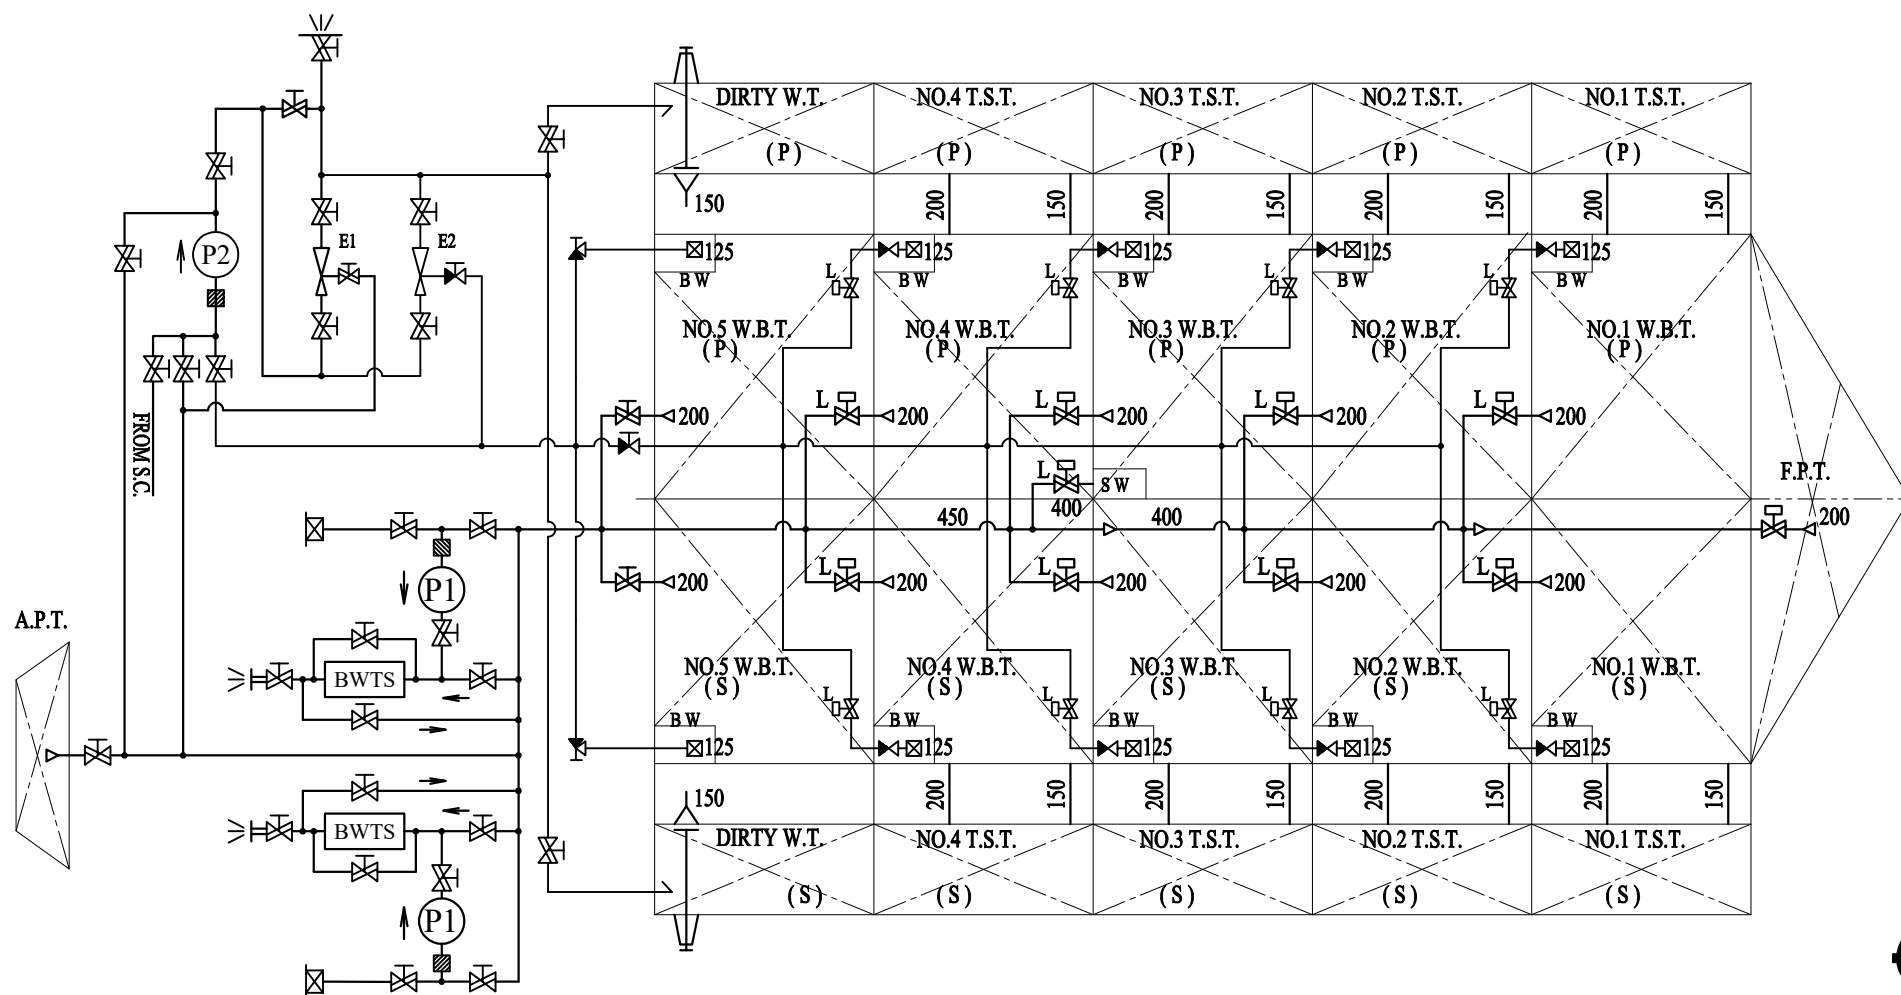 DIRTY W.T.
NO.4 T.S.T.
NO.3 T.S.T.
NO.2 T.S.T.
NO.1 T.S.T.
(P)
(P)
(P)
(P)
(P)
150
200
150
200
150
200
150
200
150
E1
E2
P2
125
125
125
125
125
BW
BW
BW
BW
BW
L
L
L
L
NO.5 W.B.T.
(P)
NO.4 W.B.T.
(P)
NO.3 W.B.T.
(P)
NO.2 W.B.T.
(P)
NO.1 W.B.T.
(P)
FROM S.C.
L
L
L
L
200
200
200
200
200
L
SW
F.P.T.
400
450
400
200
P1
L
L
L
L
200
200
200
200
200
A.P.T.
BWTS
NO.5 W.B.T.
(S)
NO.4 W.B.T.
(S)
NO.3 W.B.T.
(S)
NO.2 W.B.T.
(S)
NO.1 W.B.T.
(S)
L
L
L
L
BW
BW
BW
BW
BW
125
125
125
125
125
150
200
150
200
150
200
150
200
150
BWTS
DIRTY W.T.
NO.4 T.S.T.
NO.3 T.S.T.
NO.2 T.S.T.
NO.1 T.S.T.
(S)
(S)
(S)
(S)
(S)
P1